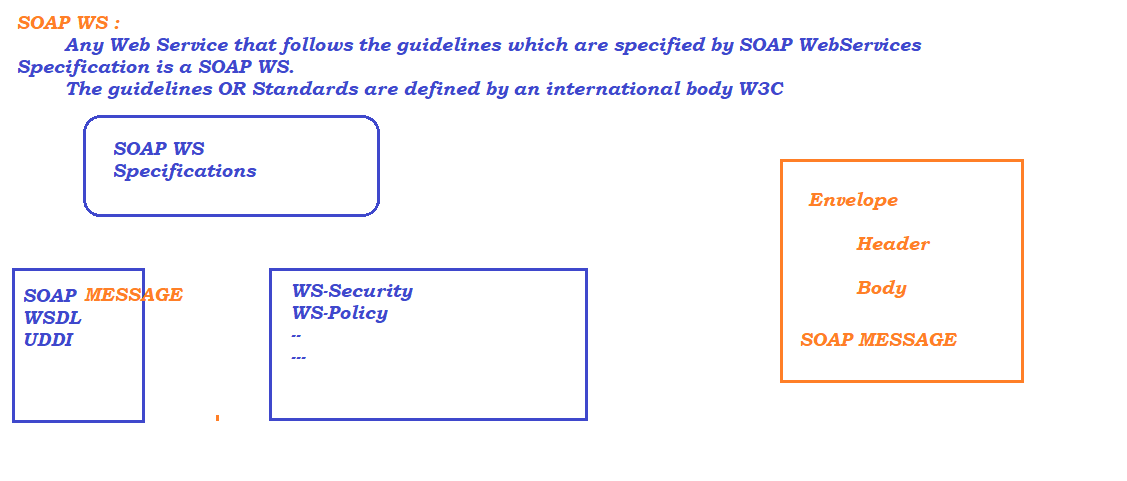 SOAP WS :
Any Web Service that follows the guidelines which are specified by SOAP WebServices
Specification is a SOAP WS.
The guidelines OR Standards are defined by an international body W3C
SOAP WS
Specifications
SOAP MESSAGE
WSDL
UDDI
WS-Security
WS-Policy
--
---
Envelope
Header
Body
SOAP MESSAGE